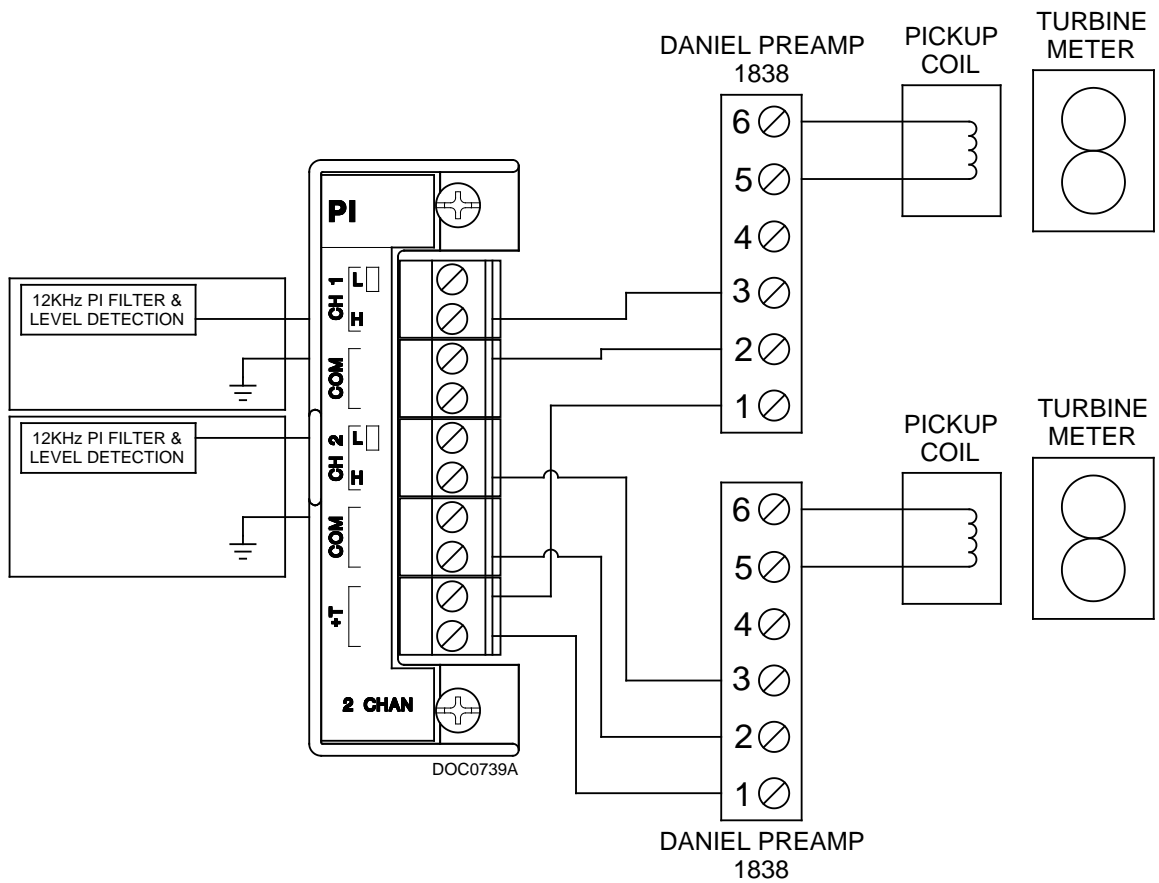 DANIEL PREAMP
1838
PICKUP
COIL
TURBINE
METER
6
5
4
3
2
1
PI
CH 1
L
H
COM
CH 2
L
H
COM
+T
2 CHAN
12KHz PI FILTER &
LEVEL DETECTION
12KHz PI FILTER &
LEVEL DETECTION
DOC0739A
PICKUP
COIL
TURBINE
METER
6
5
4
3
2
1
DANIEL PREAMP
1838